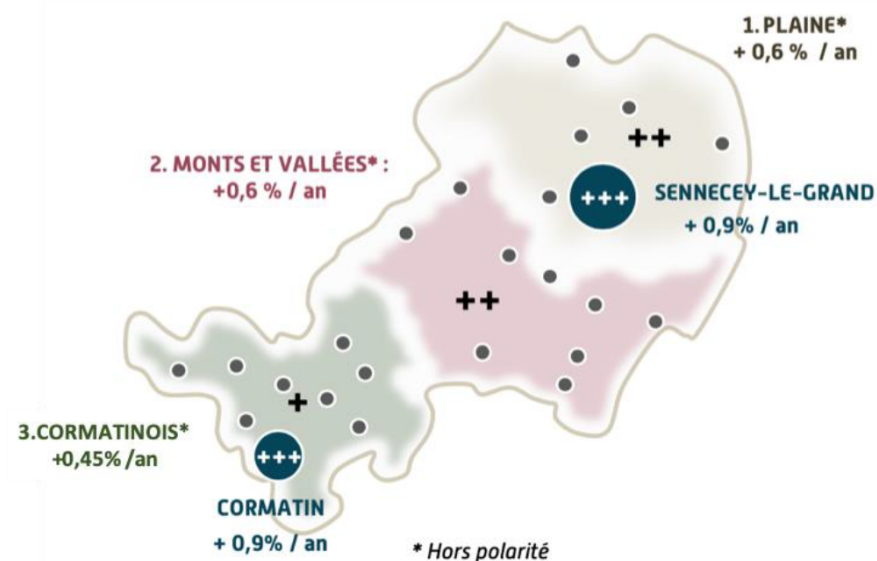 1. PLAINE*
+ 0,6 % / an
++
2. MONTS ET VALLÉES* :
+0,6 % / an
+++
SENNECEY-LE-GRAND
+ 0,9% / an
++
+
3.CORMATINOIS*
+0,45% /an
+++
CORMATIN
+ 0,9% / an
* Hors polarité